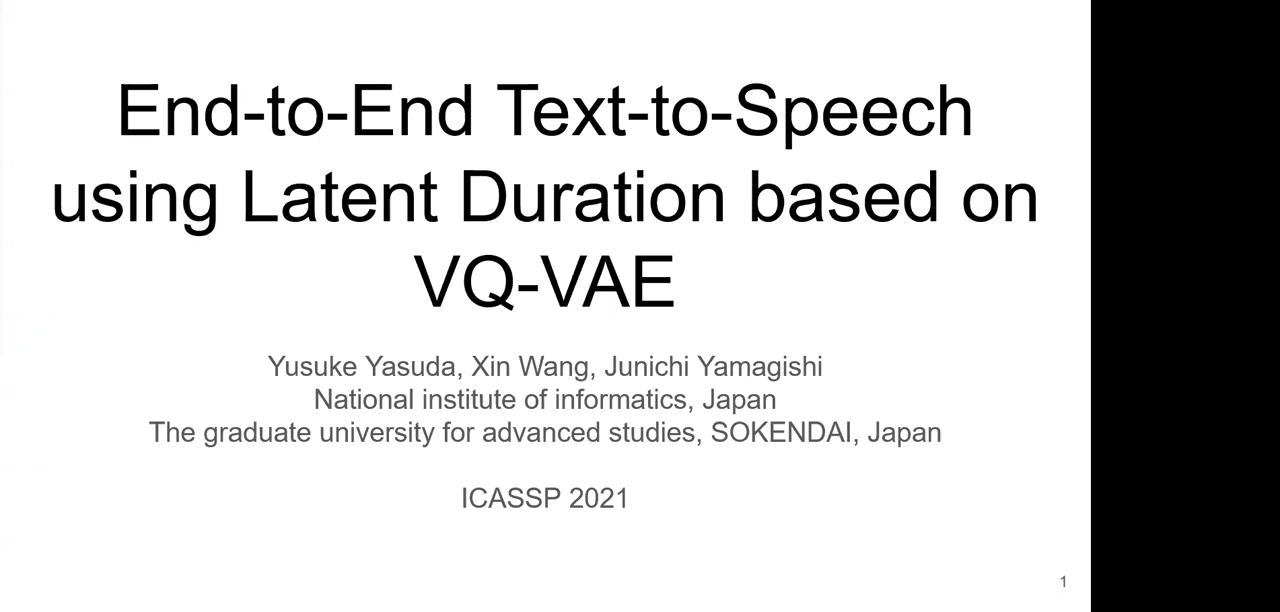 End-to-End Text-to-Speech
using Latent Duration based on
VQ-VAE
Yusuke Yasuda, Xin Wang, Junichi Yamagishi
National institute of informatics, Japan
The graduate university for advanced studies, SOKENDAI, Japan
ICASSP 2021
1